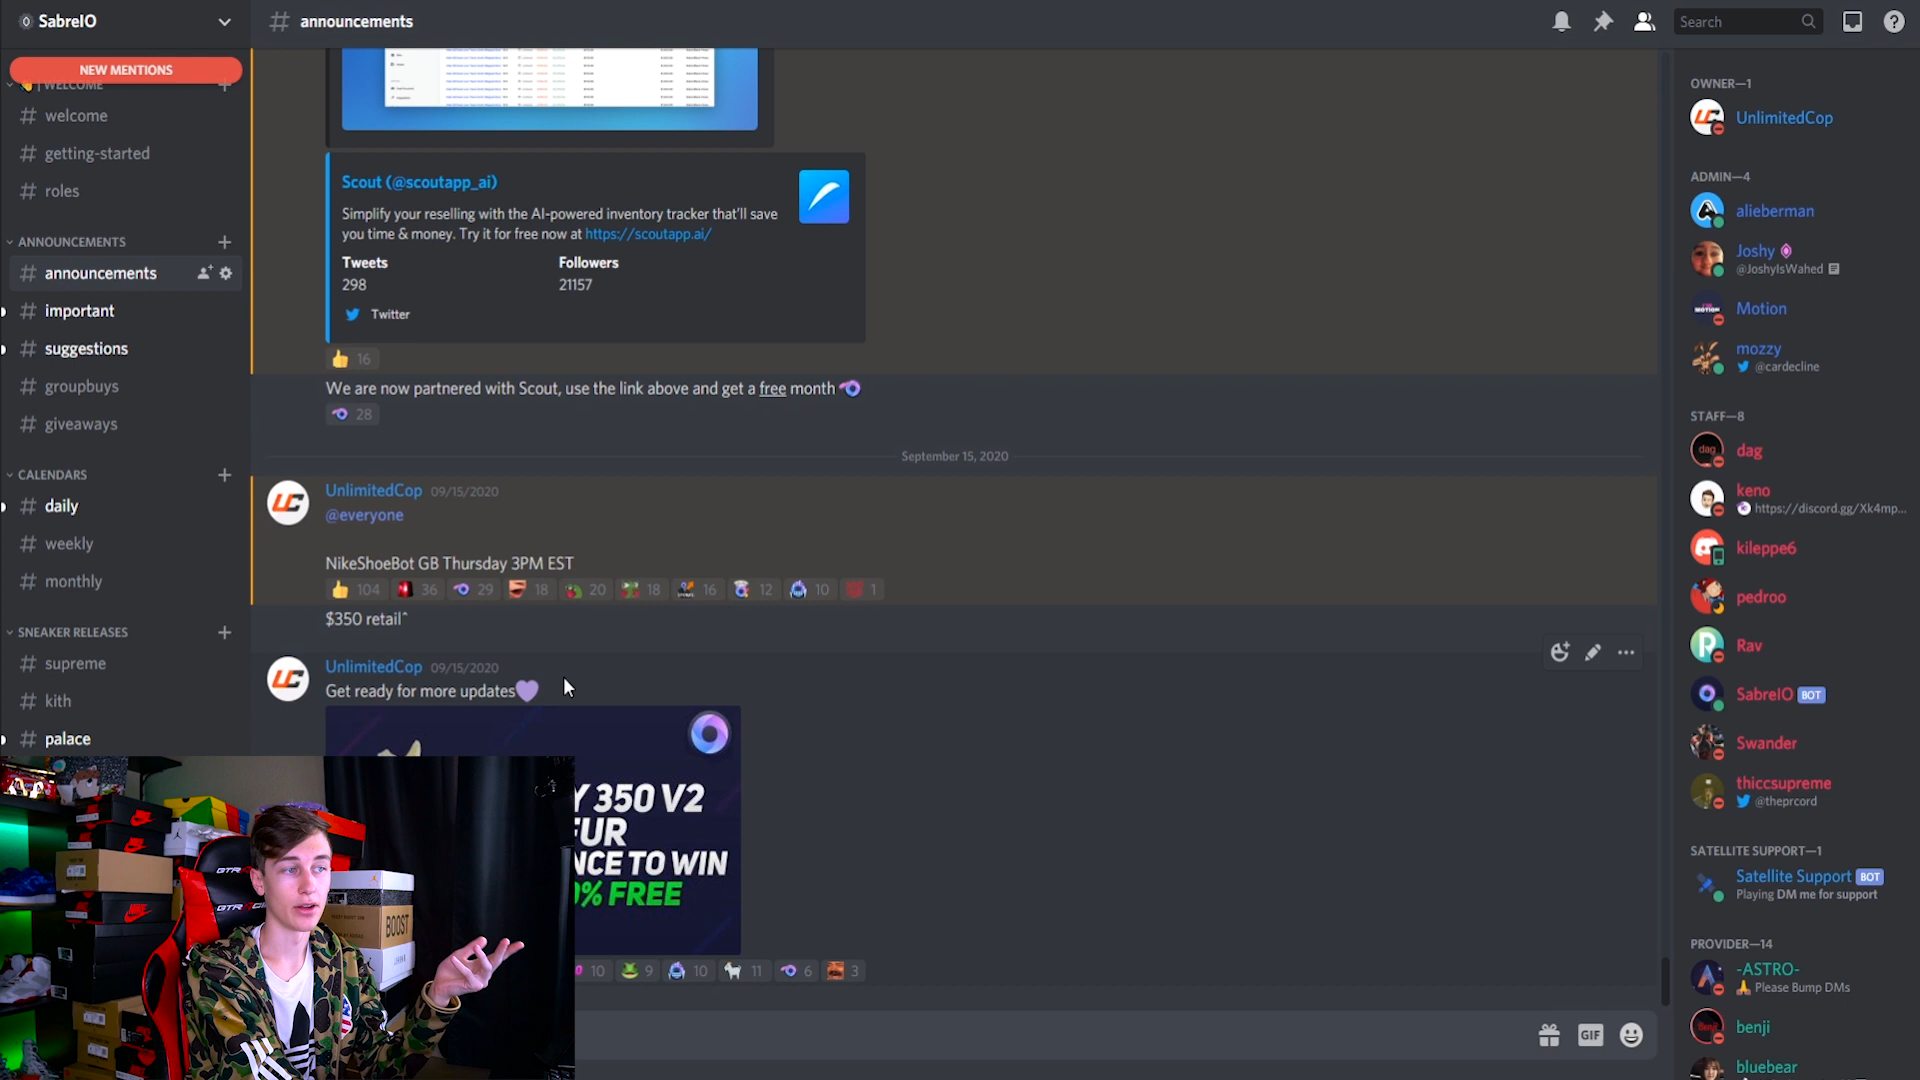 SabreIO
NEW MENTIONS
WELCOME
welcome
getting-started
roles
ANNOUNCEMENTS
announcements
important
suggestions
groupbuys
giveaways
CALENDARS
daily
weekly
monthly
SNEAKER RELEASES
supreme
kith
palace
announcements
Scout (@scoutapp_ai)
Simplify your reselling with the AI-powered inventory tracker that'll save
you time & money. Try it for free now at https://scoutapp.ai/
Tweets Followers
298 21157
Twitter
16
We are now partnered with Scout, use the link above and get a free month
28
September 15, 2020
UnlimitedCop 09/15/2020
@everyone
NikeShoeBot GB Thursday 3PM EST
104 36 29 18 20 18 16 12 10 1
$350 retail^
UnlimitedCop 09/15/2020
Get ready for more updates
Y 350 V2
FUR
NCE TO WIN
% FREE
10 9 10 11 6 3
GIF
Search
OWNER—1
UnlimitedCop
ADMIN—4
alieberman
Joshy
@JoshyIsWahed
Motion
mozzy
@cardecline
STAFF—8
dag
keno
https://discord.gg/Xk4mp...
kileppe6
pedroo
Rav
SabreIO BOT
Swander
thiccsupreme
@theprcord
SATELLITE SUPPORT—1
Satellite Support BOT
Playing DM me for support
PROVIDER—14
-ASTRO-
Please Bump DMs
benji
bluebear
GTR
GTR
BOOST